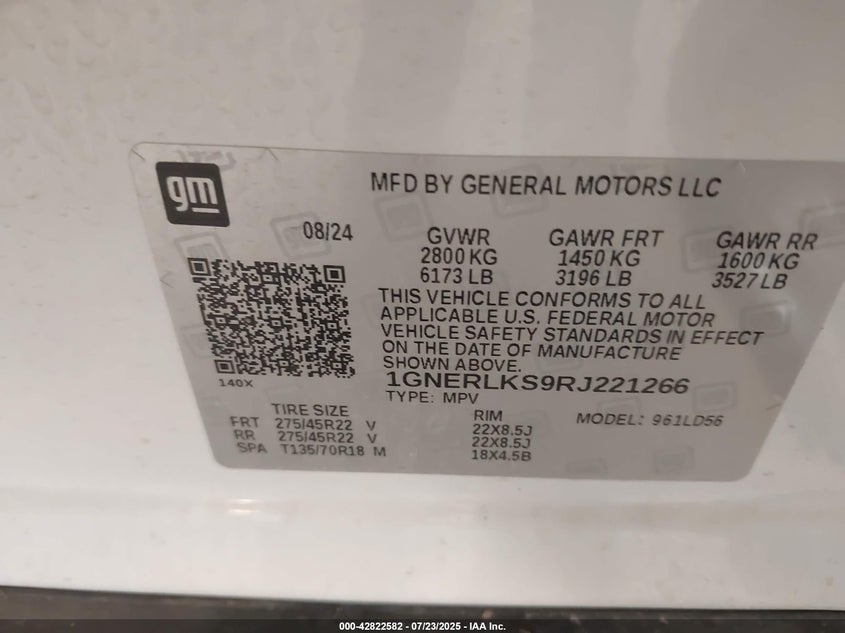 gm
MFD BY GENERAL MOTORS LLC
08/24 GVWR GAWR FRT GAWR RR
2800 KG 1450 KG 1600 KG
6173 LB 3196 LB 3527 LB
THIS VEHICLE CONFORMS TO ALL
APPLICABLE U.S. FEDERAL MOTOR
VEHICLE SAFETY STANDARDS IN EFFECT
ON THE DATE OF MANUFACTURE
SHOWN ABOVE.
140X
1GNERLKS9RJ221266
TYPE: MPV
TIRE SIZE RIM MODEL: 961LD56
FRT 275/45R22 V 22X8.5J
RR 275/45R22 V 22X8.5J
SPA T135/70R18 M 18X4.5B
000-42822582 / 07/23/2025 - IAA Inc.